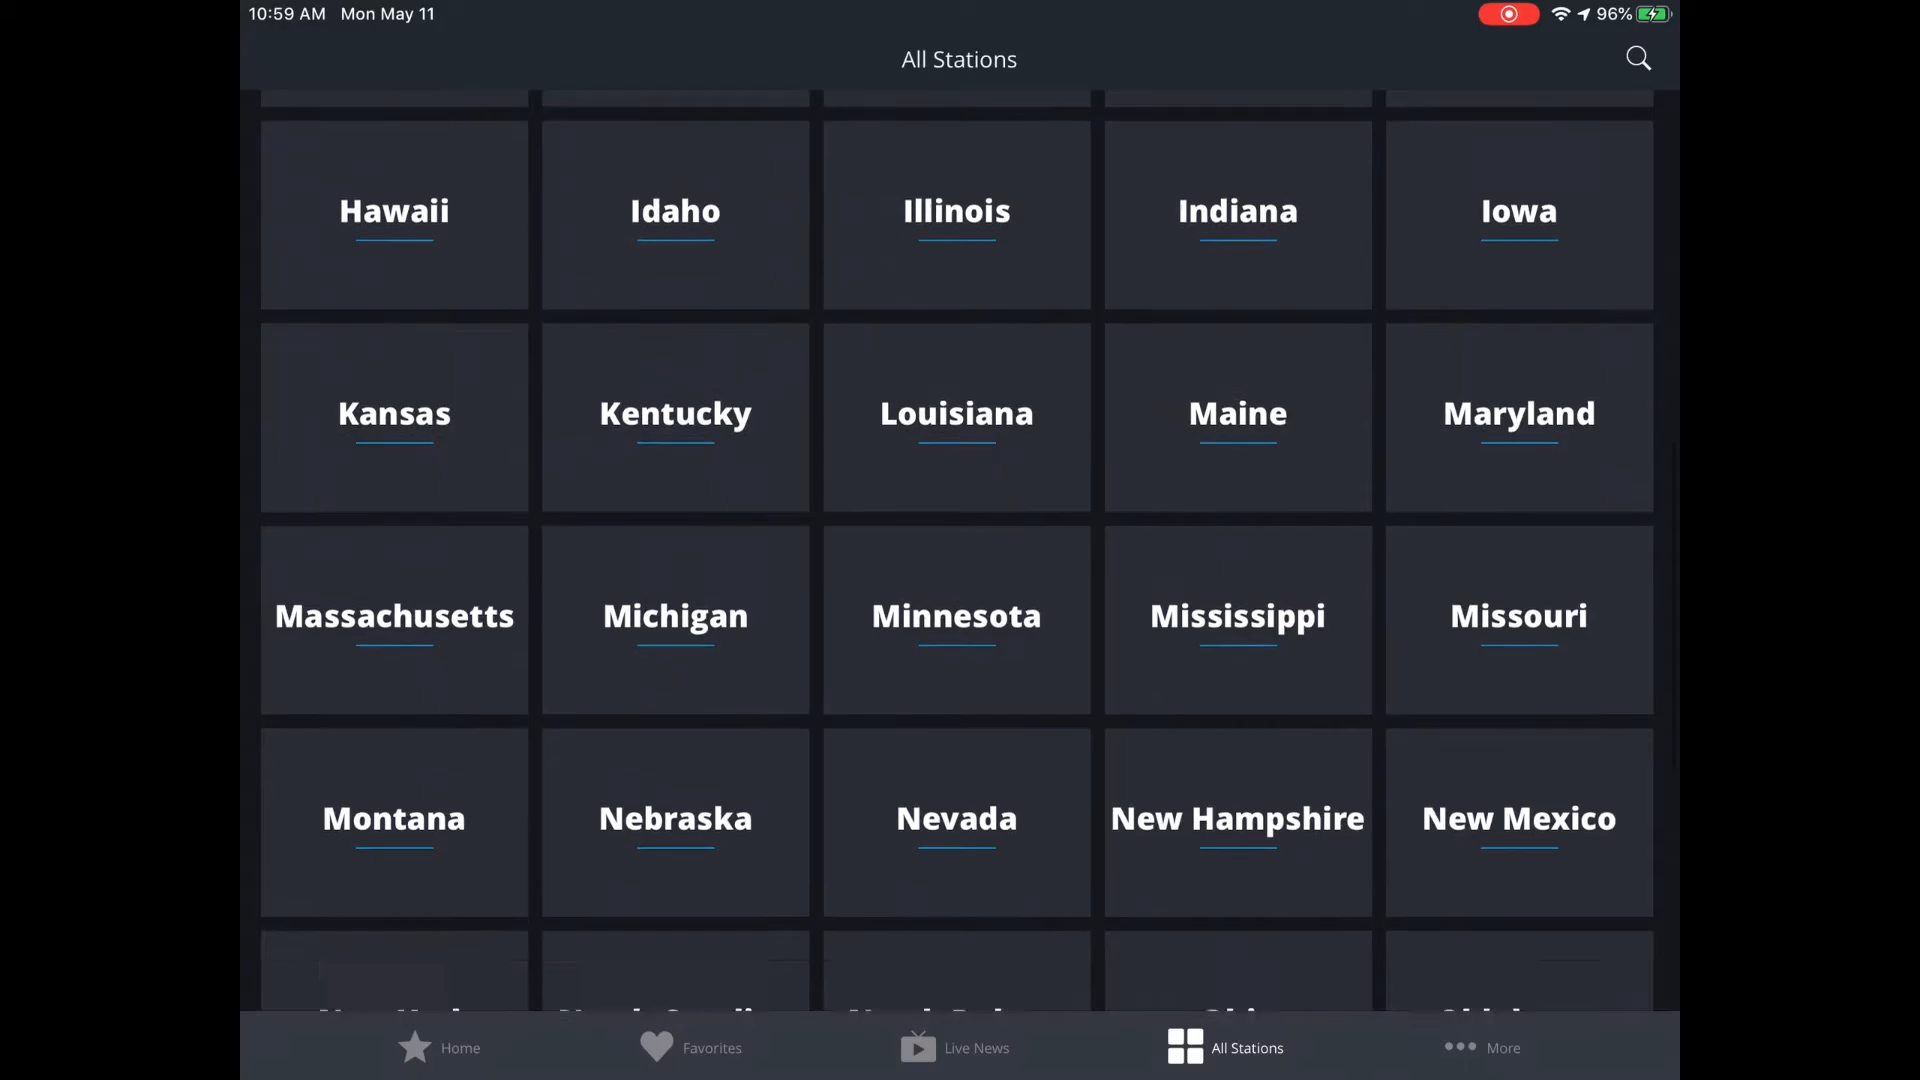 10:59 AM Mon May 11
96%
All Stations
Hawaii
Idaho
Illinois
Indiana
Iowa
Kansas
Kentucky
Louisiana
Maine
Maryland
Massachusetts
Michigan
Minnesota
Mississippi
Missouri
Montana
Nebraska
Nevada
New Hampshire
New Mexico
Home
Favorites
Live News
All Stations
More